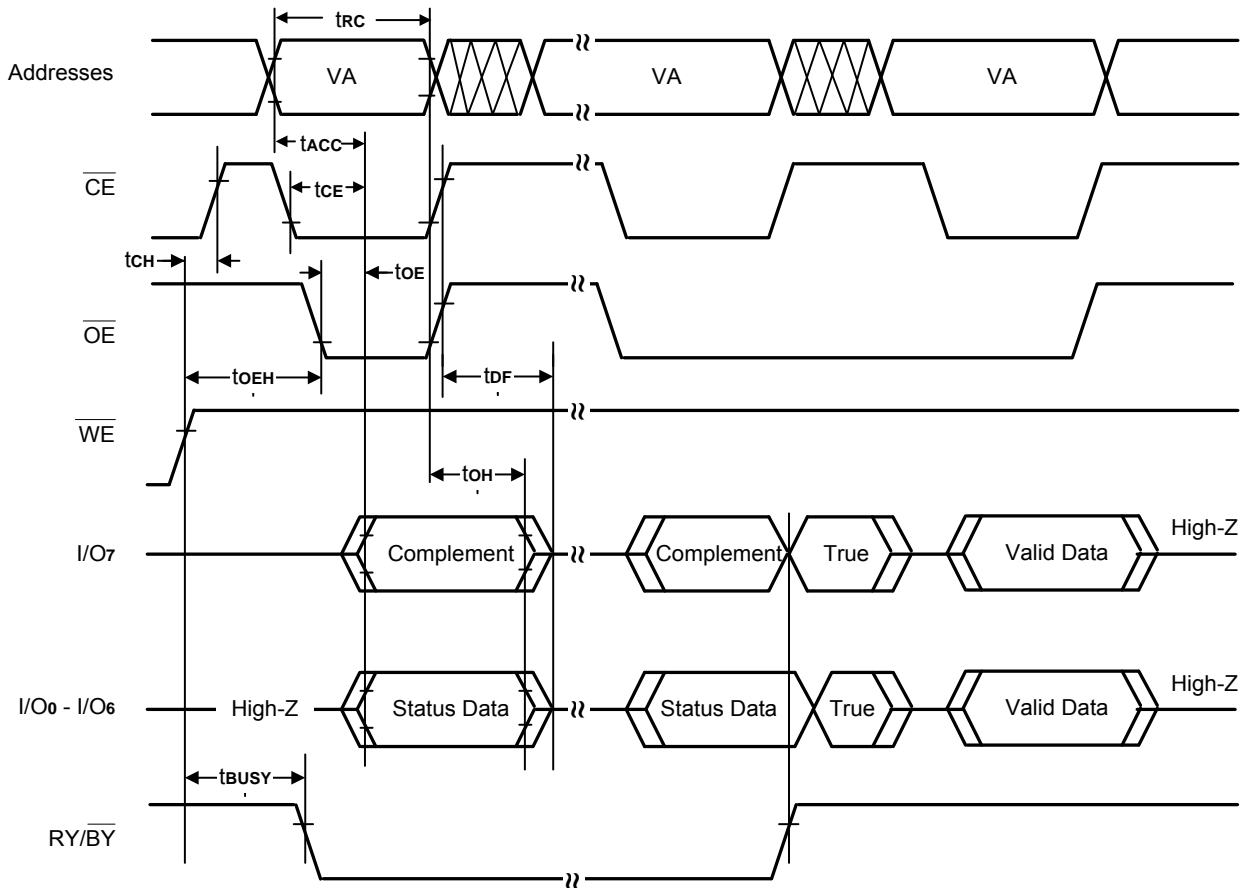 tRC
Addresses
VA
VA
VA
tACC
CE
tCE
tCH
tOE
OE
tOEH
tDF
WE
tOH
I/O7
Complement
Complement
True
Valid Data
High-Z
I/O0 - I/O6
High-Z
Status Data
Status Data
True
Valid Data
High-Z
tBUSY
RY/BY